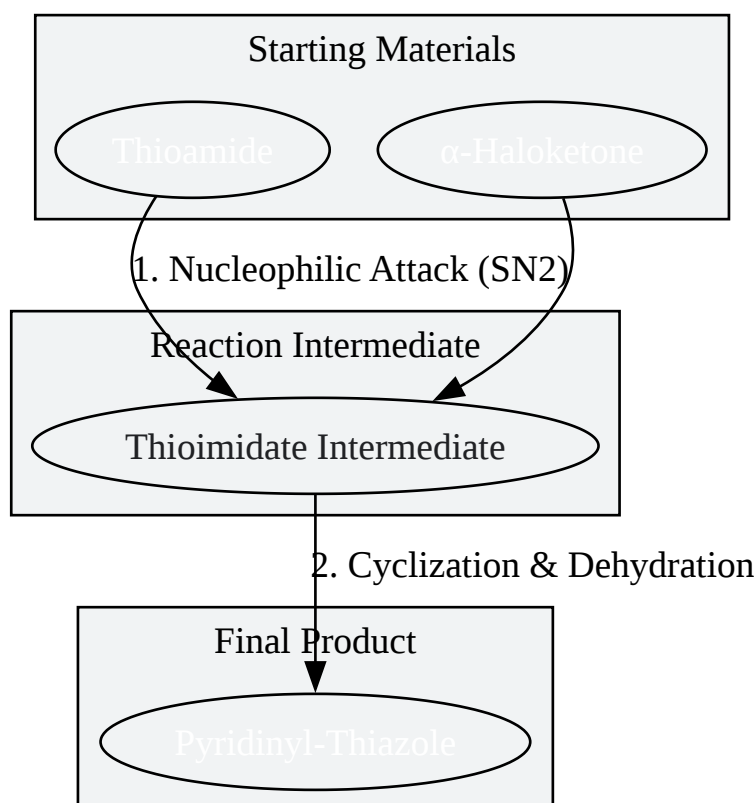 Starting Materials
Thioamide
α-Haloketone
1. Nucleophilic Attack (SN2)
Reaction Intermediate
Thioimidate Intermediate
2. Cyclization & Dehydration
Final Product
Pyridinyl-Thiazole